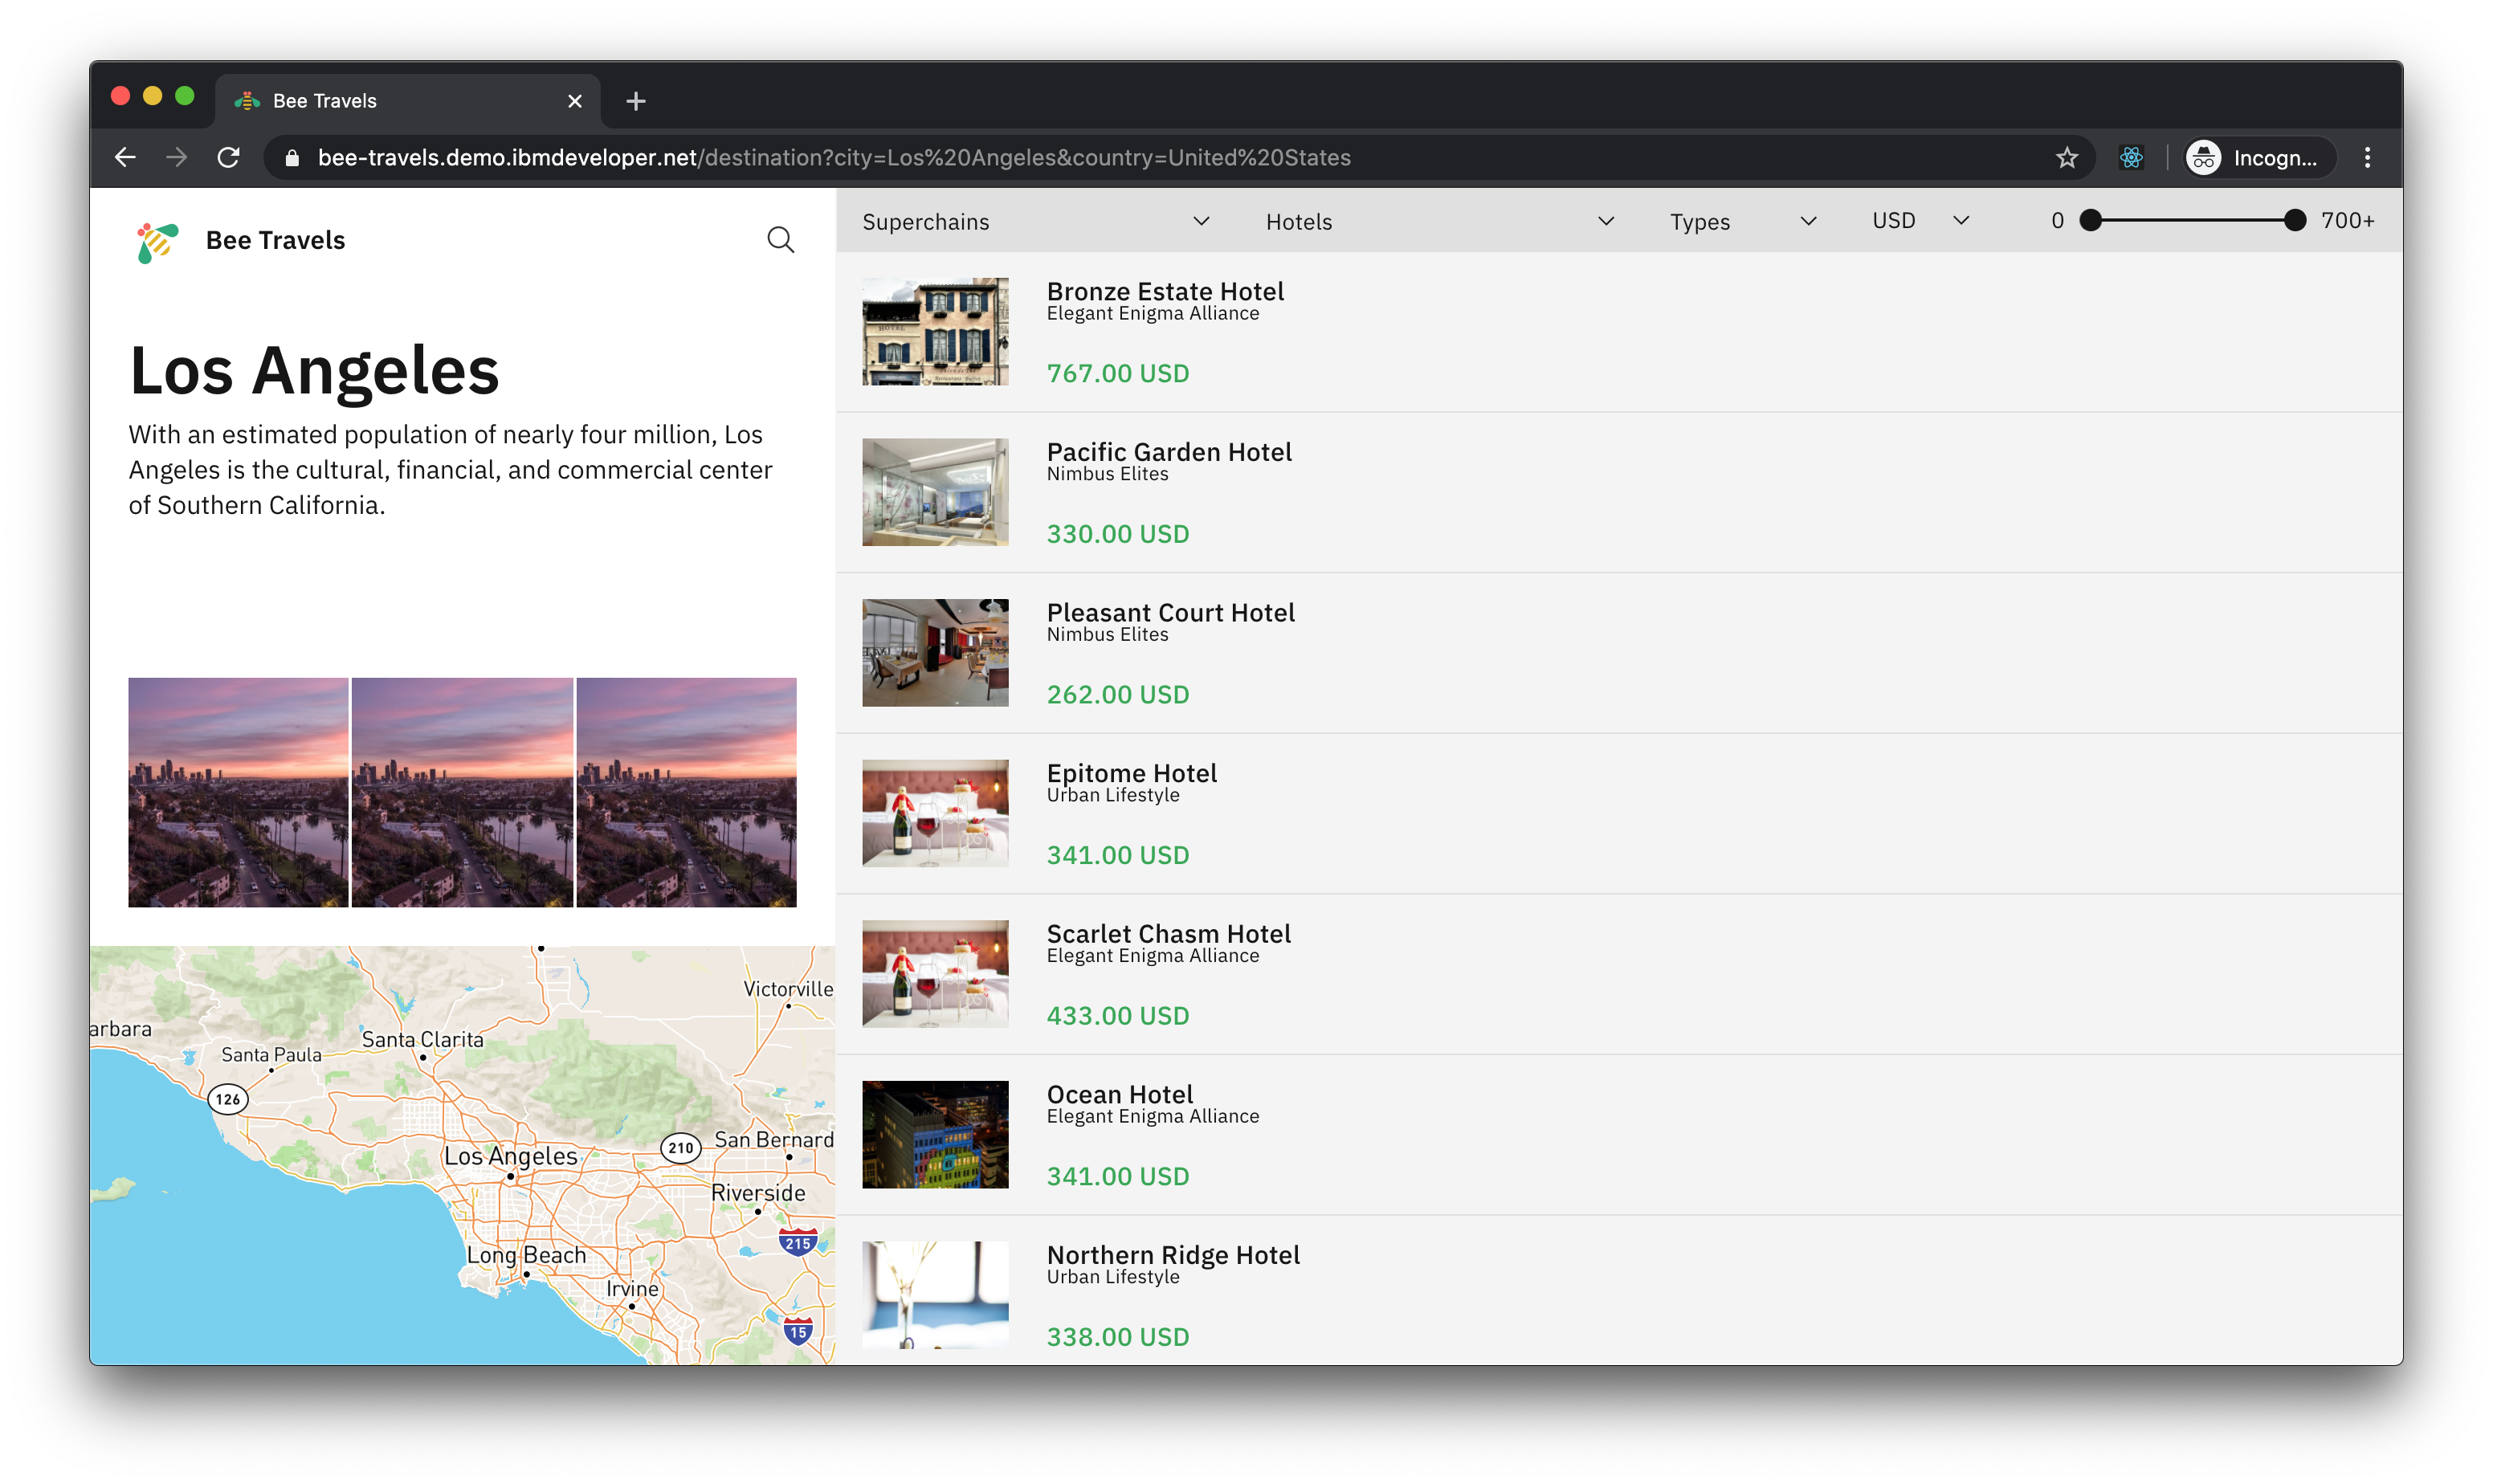 Bee Travels
bee-travels.demo.ibmdeveloper.net/destination?city=Los%20Angeles&country=United%20States
Incogn...
Bee Travels
Los Angeles
With an estimated population of nearly four million, Los
Angeles is the cultural, financial, and commercial center
of Southern California.
Victorville
arbara
Santa Clarita
Santa Paula
126
210
San Bernard
Los Angeles
Riverside
215
Long Beach
Irvine
15
Superchains
Hotels
Types
USD
0
700+
Bronze Estate Hotel
Elegant Enigma Alliance
767.00 USD
HOTEL
Pacific Garden Hotel
Nimbus Elites
330.00 USD
Pleasant Court Hotel
Nimbus Elites
262.00 USD
Epitome Hotel
Urban Lifestyle
341.00 USD
Scarlet Chasm Hotel
Elegant Enigma Alliance
433.00 USD
Ocean Hotel
Elegant Enigma Alliance
341.00 USD
Northern Ridge Hotel
Urban Lifestyle
338.00 USD